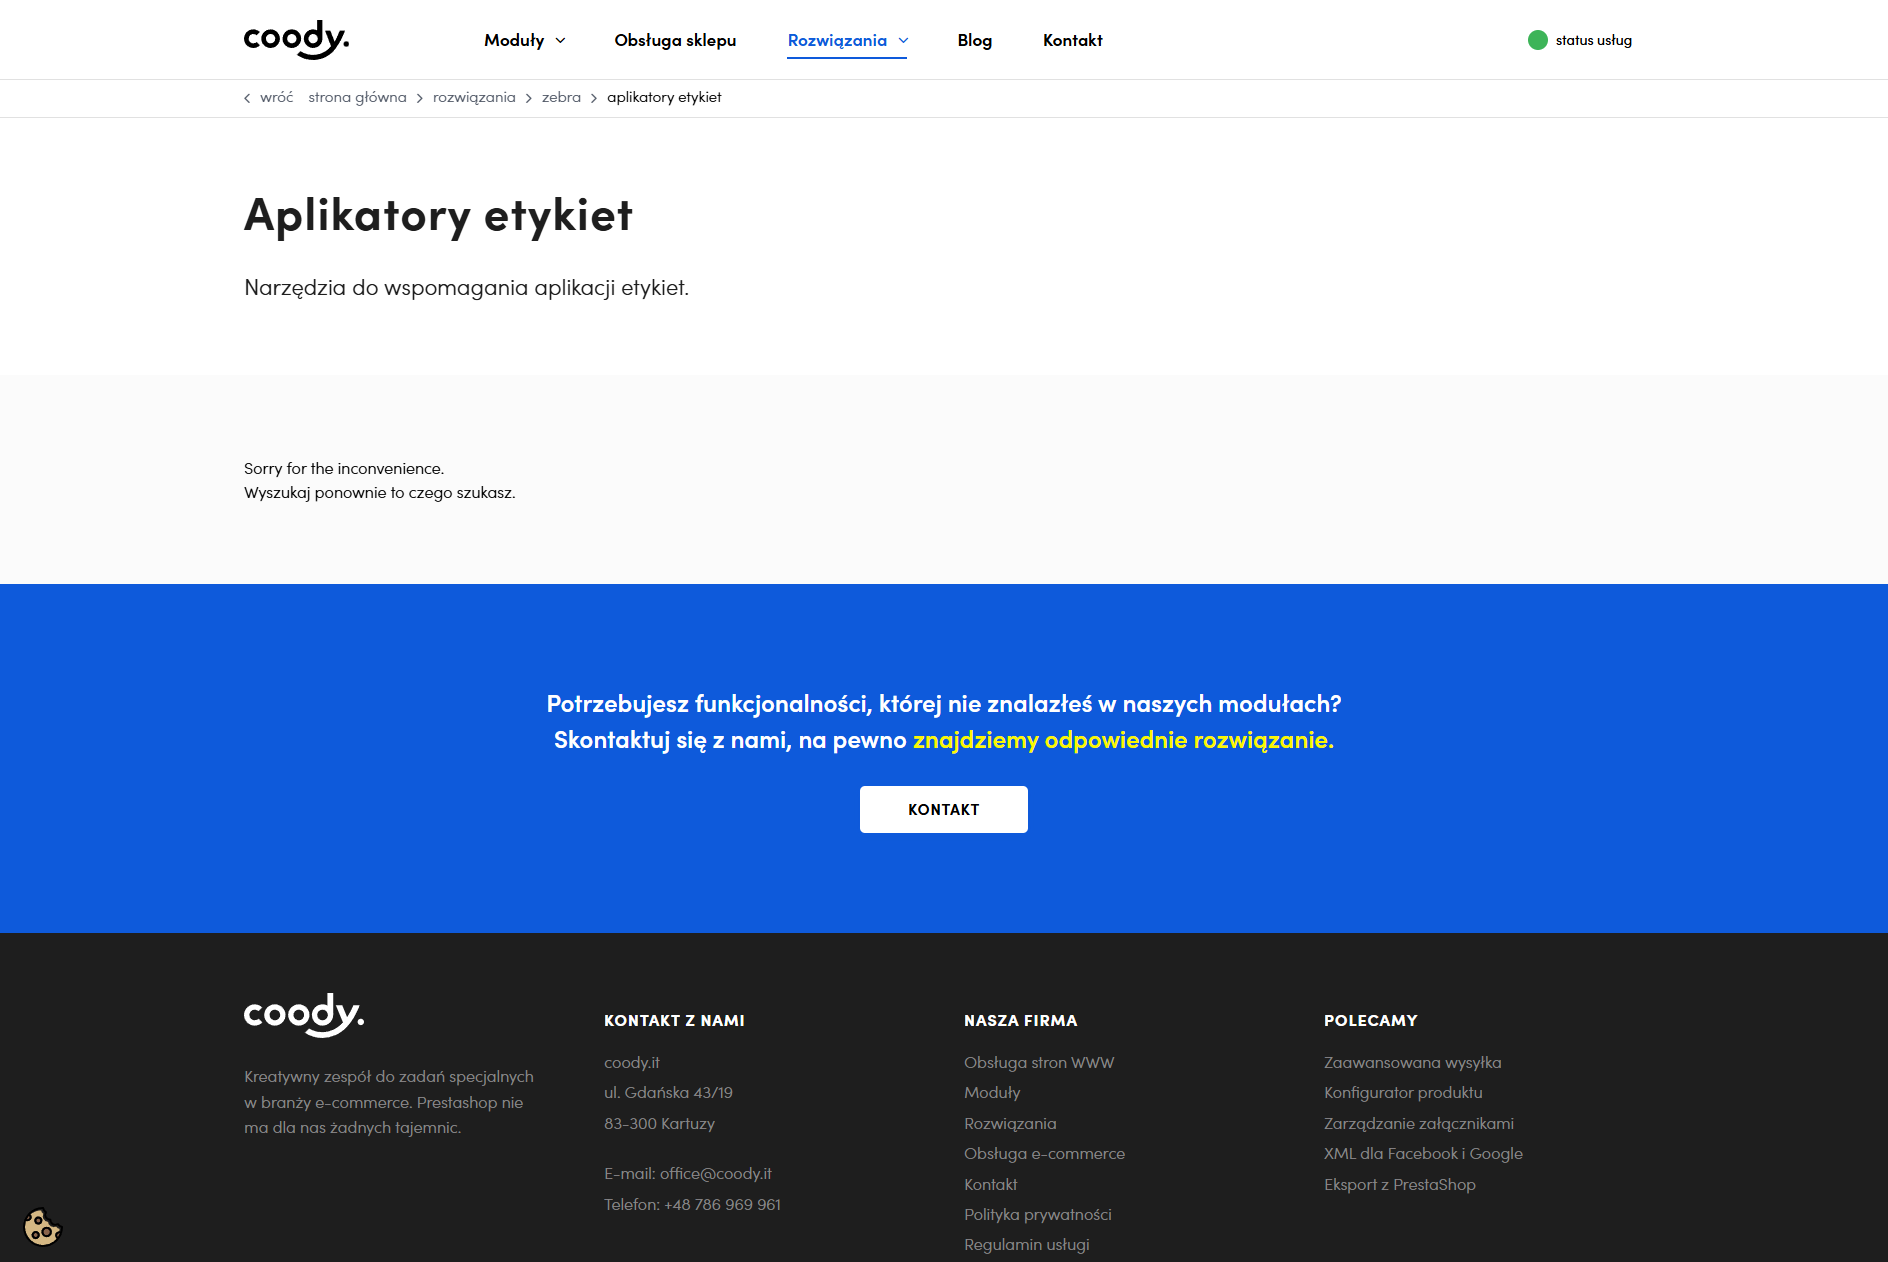 coody.
Moduły
Obsługa sklepu
Rozwiązania
Blog
Kontakt
status usług
wróć
strona główna
rozwiązania
zebra
aplikatory etykiet
Aplikatory etykiet
Narzędzia do wspomagania aplikacji etykiet.
Sorry for the inconvenience.
Wyszukaj ponownie to czego szukasz.
Potrzebujesz funkcjonalności, której nie znalazłeś w naszych modułach?
Skontaktuj się z nami, na pewno znajdziemy odpowiednie rozwiązanie.
KONTAKT
coody.
Kreatywny zespół do zadań specjalnych
w branży e-commerce. Prestashop nie
ma dla nas żadnych tajemnic.
KONTAKT Z NAMI
coody.it
ul. Gdańska 43/19
83-300 Kartuzy
E-mail: office@coody.it
Telefon: +48 786 969 961
NASZA FIRMA
Obsługa stron WWW
Moduły
Rozwiązania
Obsługa e-commerce
Kontakt
Polityka prywatności
Regulamin usługi
POLECAMY
Zaawansowana wysyłka
Konfigurator produktu
Zarządzanie załącznikami
XML dla Facebook i Google
Eksport z PrestaShop